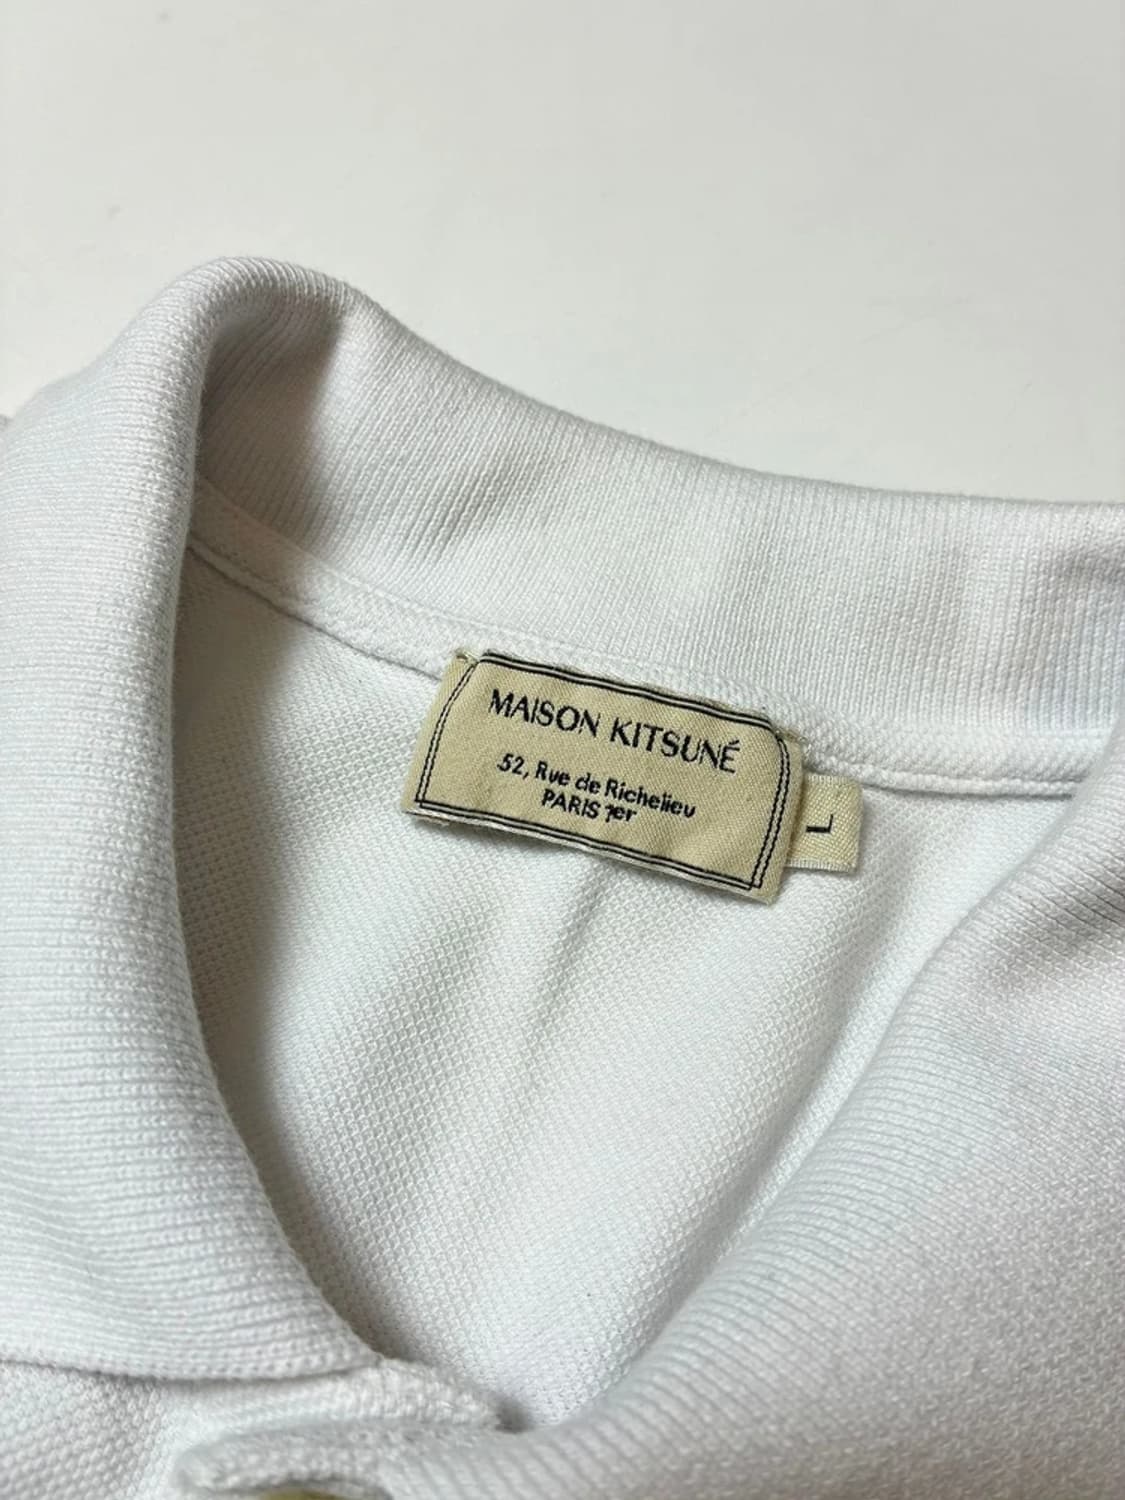 MAISON KITSUNÉ
52, Rue de Richelieu
PARIS 1er
L